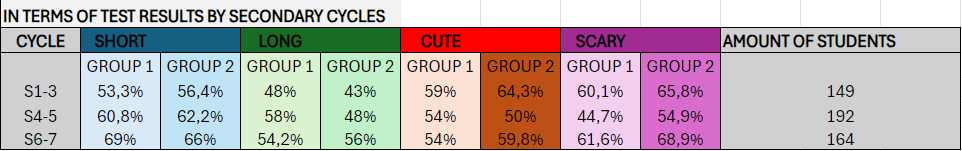 IN TERMS OF TEST RESULTS BY SECONDARY CYCLES
CYCLE SHORT LONG CUTE SCARY AMOUNT OF STUDENTS
GROUP 1 GROUP 2 GROUP 1 GROUP 2 GROUP 1 GROUP 2 GROUP 1 GROUP 2
S1-3 53,3% 56,4% 48% 43% 59% 64,3% 60,1% 65,8% 149
S4-5 60,8% 62,2% 58% 48% 54% 50% 44,7% 54,9% 192
S6-7 69% 66% 54,2% 56% 54% 59,8% 61,6% 68,9% 164